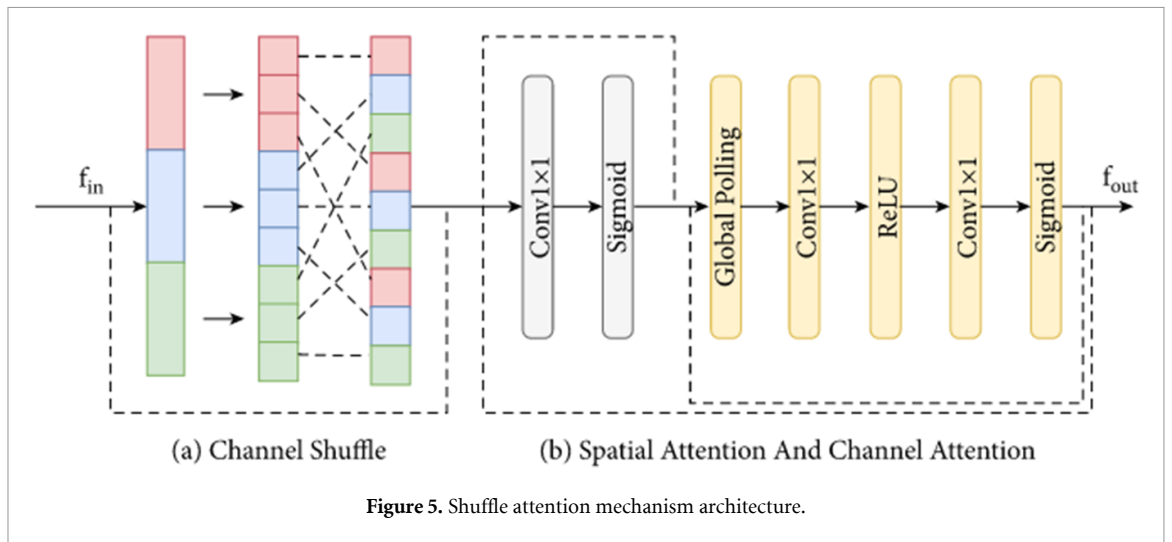 f_in
Conv1×1
Sigmoid
Global Polling
Conv1×1
ReLU
Conv1×1
Sigmoid
f_out
(a) Channel Shuffle
(b) Spatial Attention And Channel Attention
Figure 5. Shuffle attention mechanism architecture.